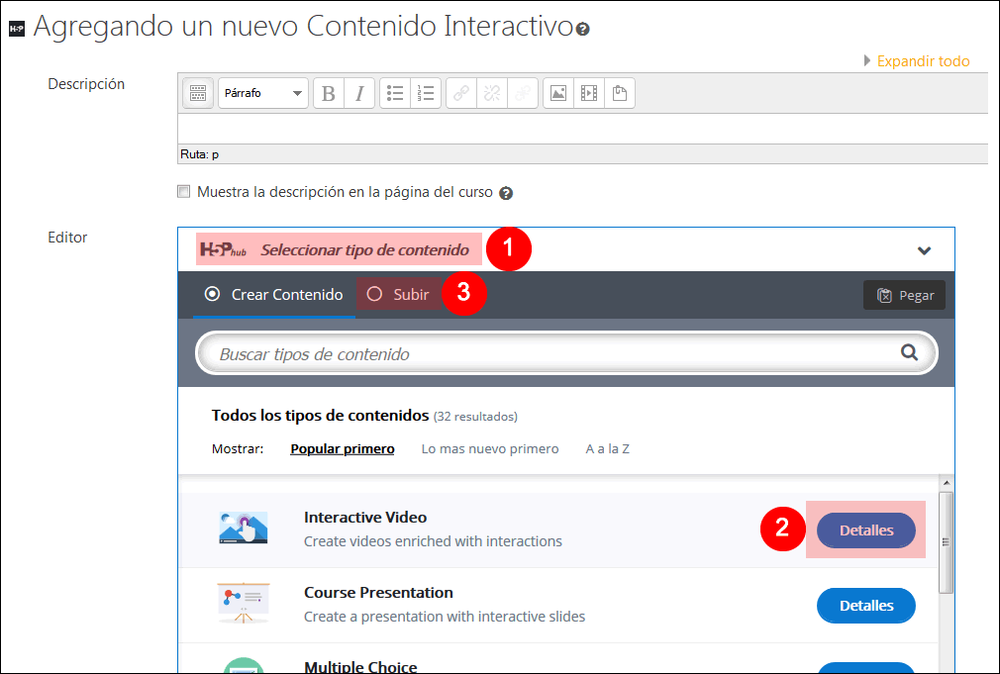 H5P Agregando un nuevo Contenido Interactivo ?
Expandir todo
Descripción
Párrafo B I
Ruta: p
Muestra la descripción en la página del curso ?
Editor
H5P hub Seleccionar tipo de contenido 1
Crear Contenido Subir 3 Pegar
Buscar tipos de contenido
Todos los tipos de contenidos (32 resultados)
Mostrar: Popular primero Lo mas nuevo primero A a la Z
Interactive Video
Create videos enriched with interactions
2 Detalles
Course Presentation
Create a presentation with interactive slides
Detalles
Multiple Choice